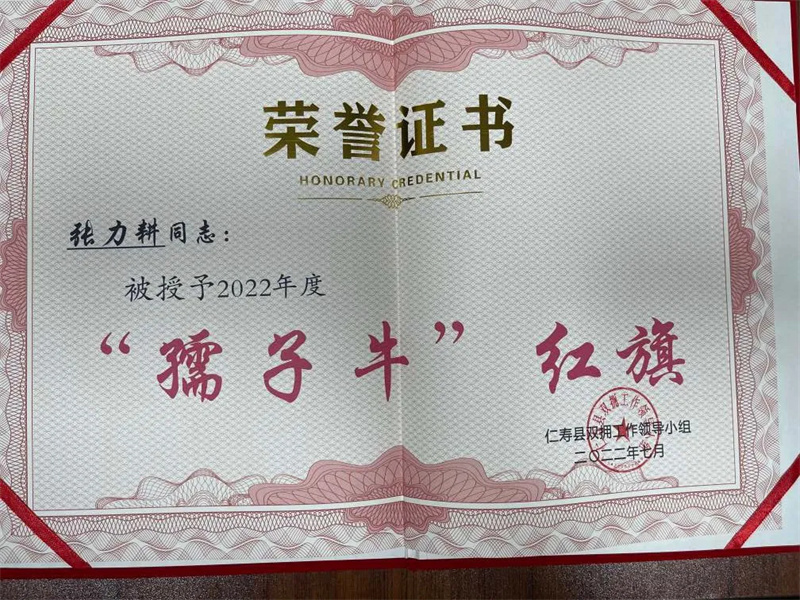 荣誉证书
HONORARY CREDENTIAL
张力耕同志：
被授予2022年度
“孺子牛”红旗
仁寿县双拥工作领导小组
二〇二二年七月